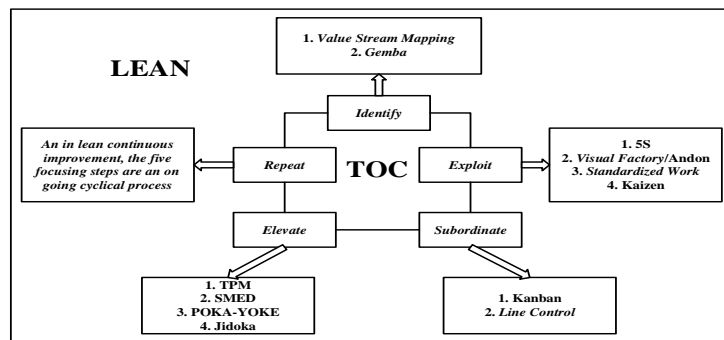 1. Value Stream Mapping
2. Gemba
LEAN
Identify
An in lean continuous
improvement, the five
focusing steps are an on
going cyclical process
Repeat
TOC
Exploit
1. 5S
2. Visual Factory/Andon
3. Standardized Work
4. Kaizen
Elevate
Subordinate
1. TPM
2. SMED
3. POKA-YOKE
4. Jidoka
1. Kanban
2. Line Control